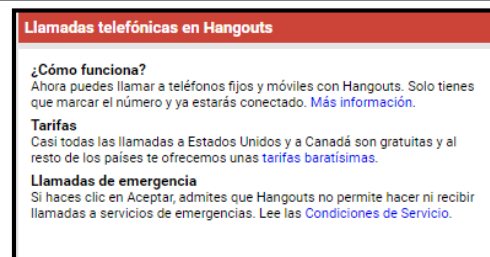 Llamadas telefónicas en Hangouts
¿Cómo funciona?
Ahora puedes llamar a teléfonos fijos y móviles con Hangouts. Solo tienes
que marcar el número y ya estarás conectado. Más información.
Tarifas
Casi todas las llamadas a Estados Unidos y a Canadá son gratuitas y al
resto de los países te ofrecemos unas tarifas baratísimas.
Llamadas de emergencia
Si haces clic en Aceptar, admites que Hangouts no permite hacer ni recibir
llamadas a servicios de emergencias. Lee las Condiciones de Servicio.